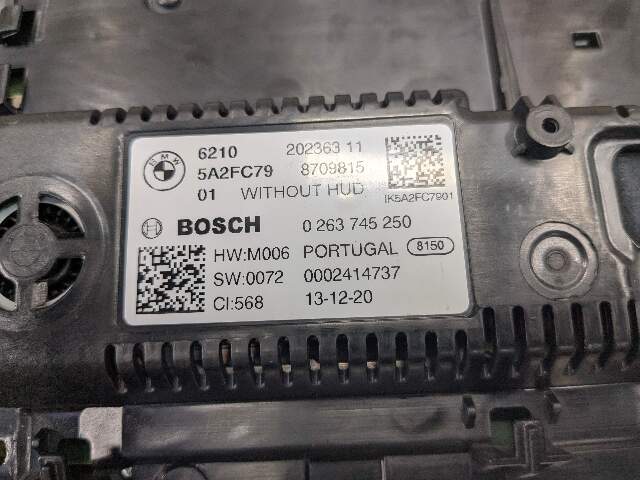 BMW
6210 202363 11
5A2FC79 8709815
01 WITHOUT HUD
IK5A2FC7901
BOSCH 0 263 745 250
HW:M006 PORTUGAL 8150
SW:0072 0002414737
CI:568 13-12-20